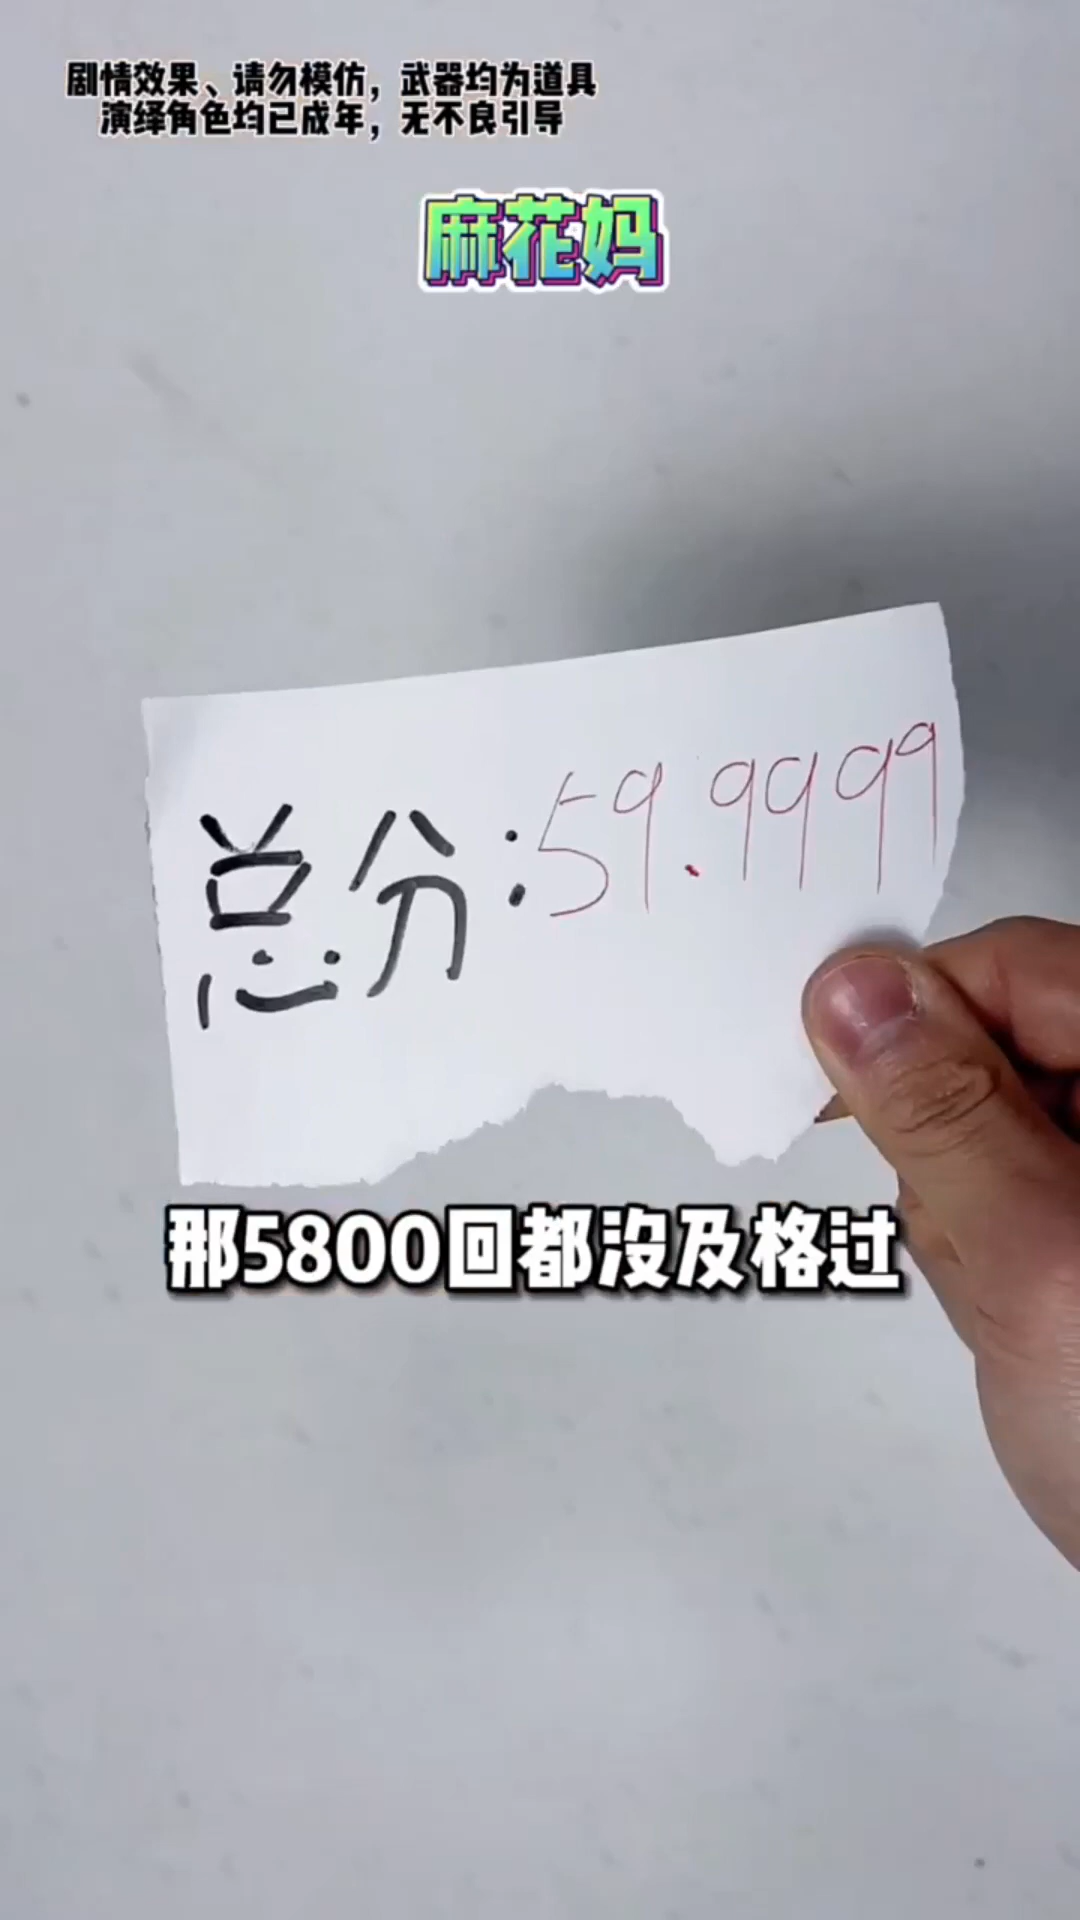 剧情效果、请勿模仿，武器均为道具
演绎角色均已成年，无不良引导
麻花妈
总分:59.9999
那5800回都没及格过